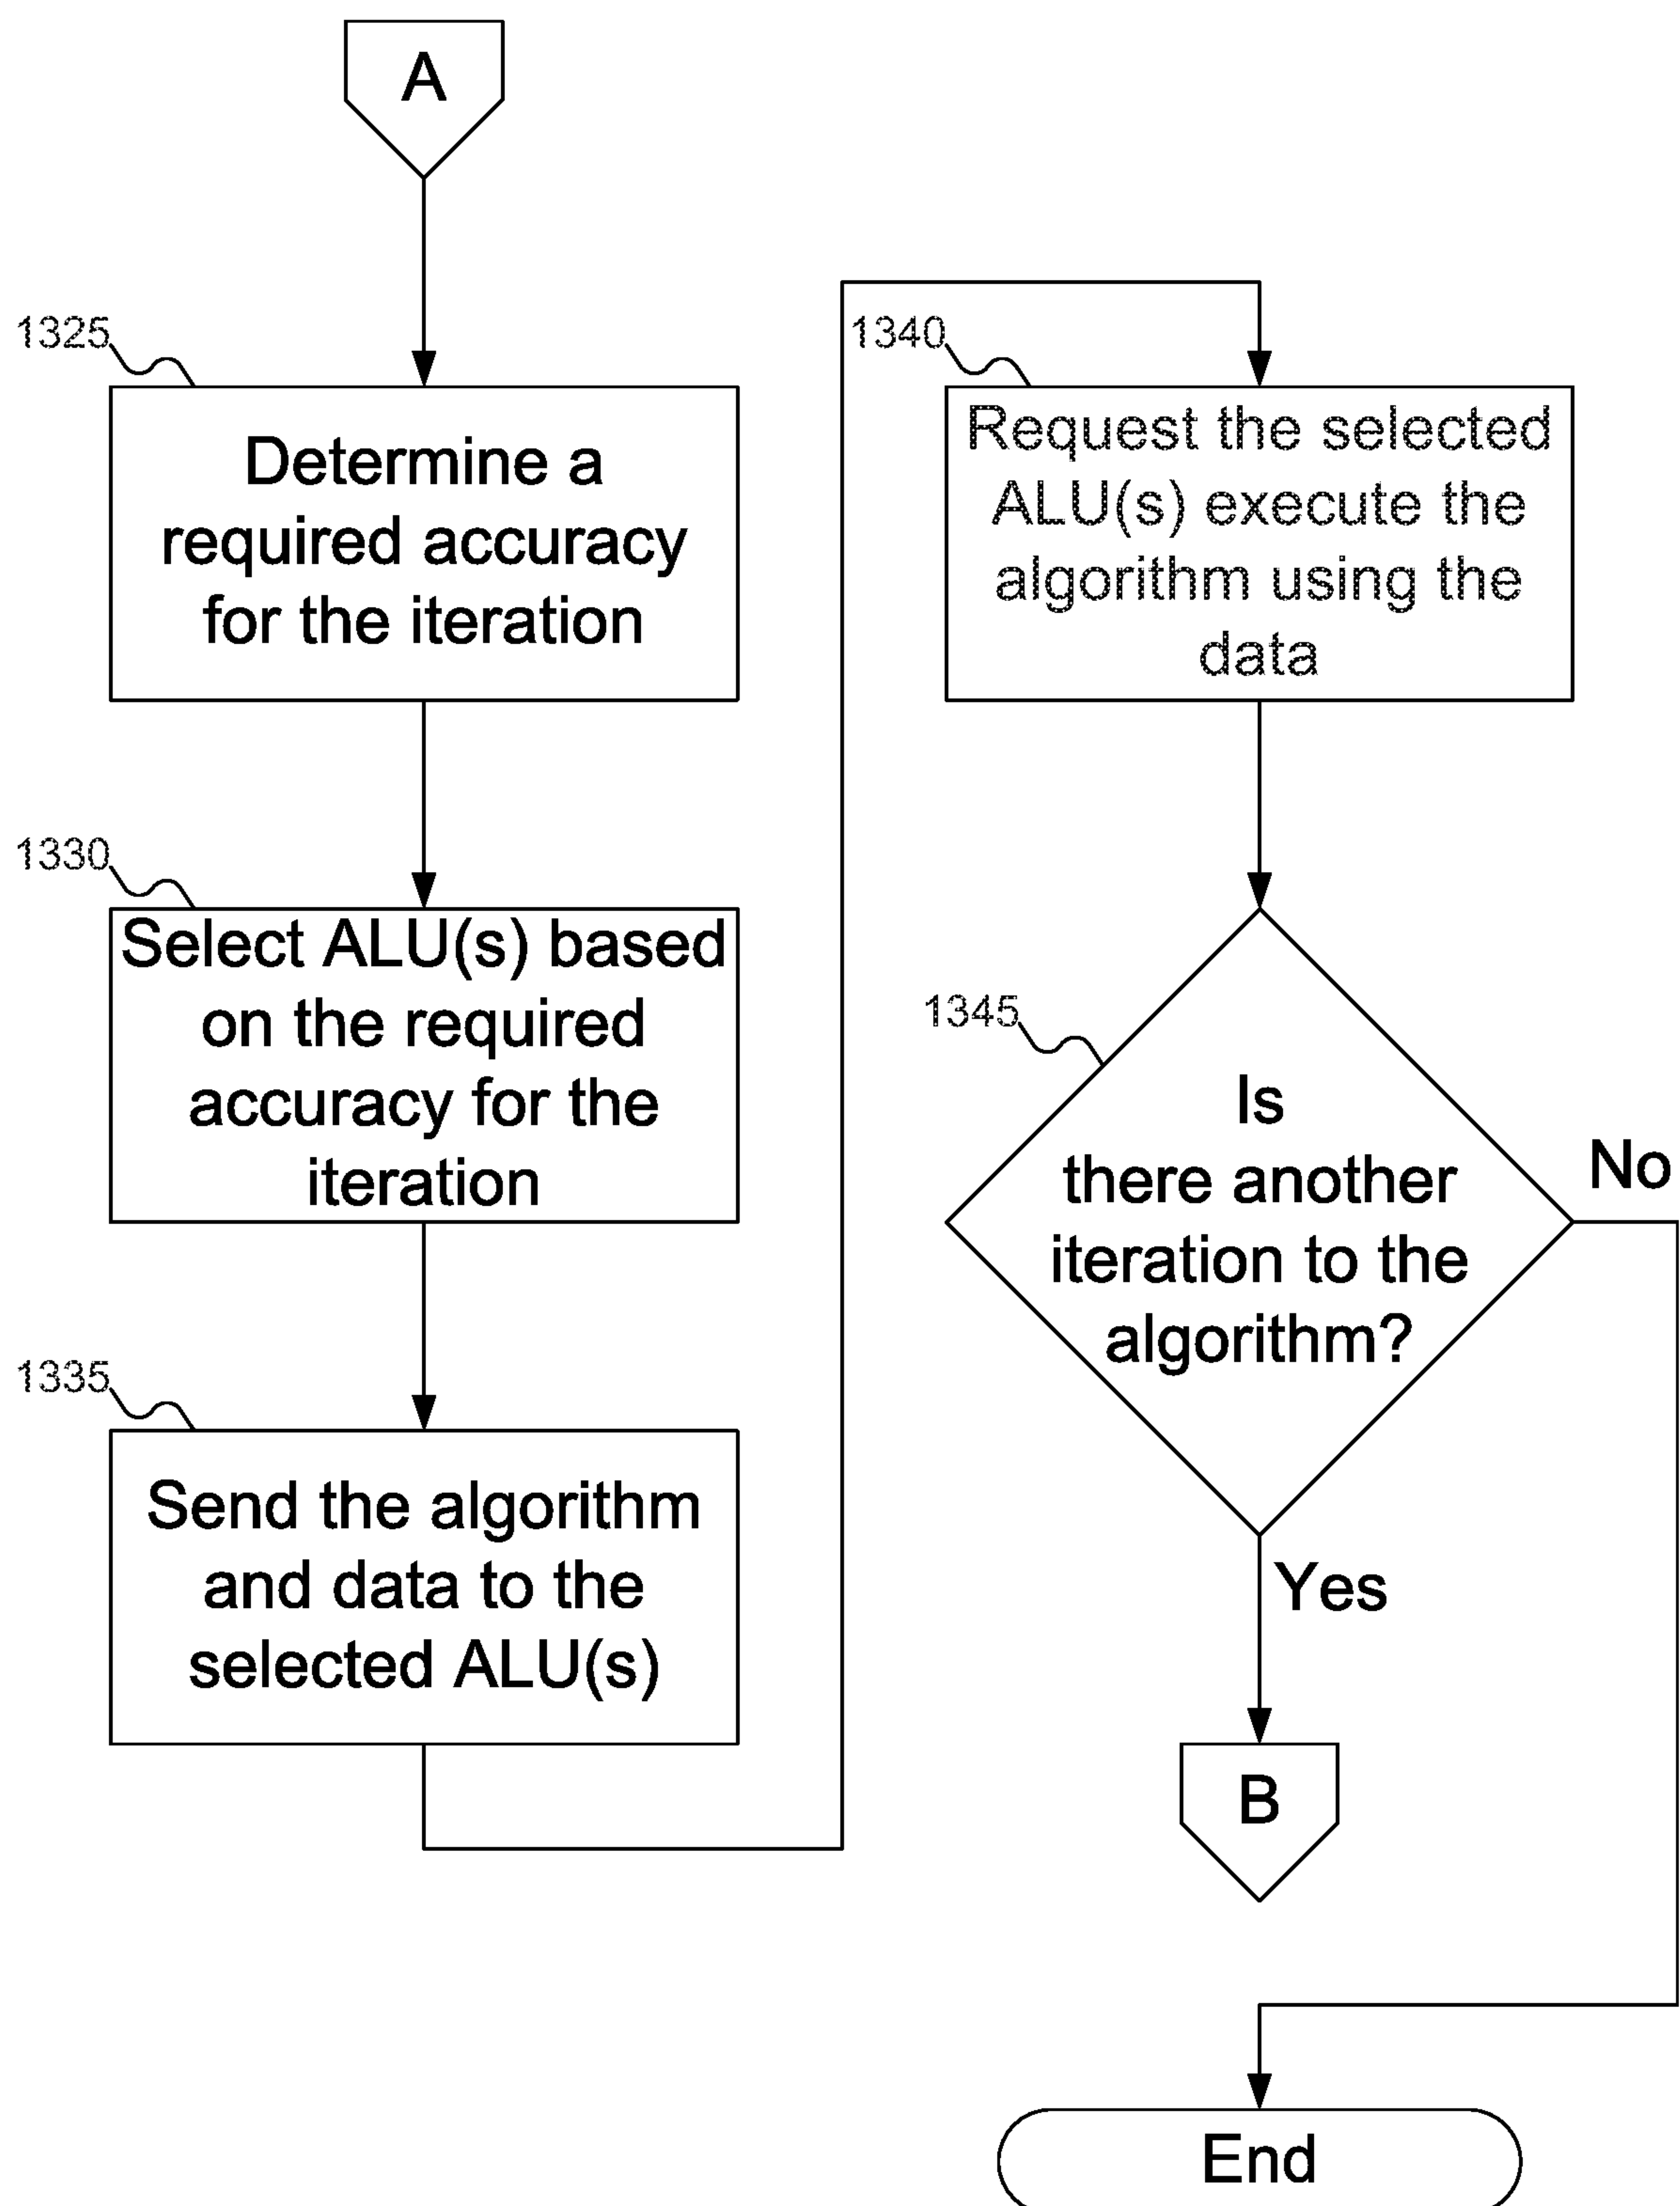 A
1325
Determine a
required accuracy
for the iteration
1330
Select ALU(s) based
on the required
accuracy for the
iteration
1335
Send the algorithm
and data to the
selected ALU(s)
1340
Request the selected
ALU(s) execute the
algorithm using the
data
1345
Is
there another
iteration to the
algorithm?
No
Yes
B
End